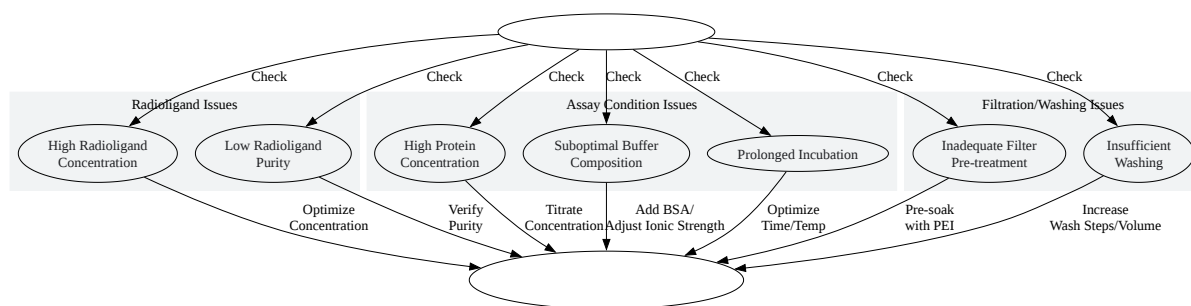 Check
Check
Check
Check
Check
Check
Check
Radioligand Issues
Assay Condition Issues
Filtration/Washing Issues
High Radioligand
Concentration
Low Radioligand
Purity
High Protein
Concentration
Suboptimal Buffer
Composition
Prolonged Incubation
Inadequate Filter
Pre-treatment
Insufficient
Washing
Optimize
Concentration
Verify
Purity
Titrate
Concentration
Add BSA/
Adjust Ionic Strength
Optimize
Time/Temp
Pre-soak
with PEI
Increase
Wash Steps/Volume